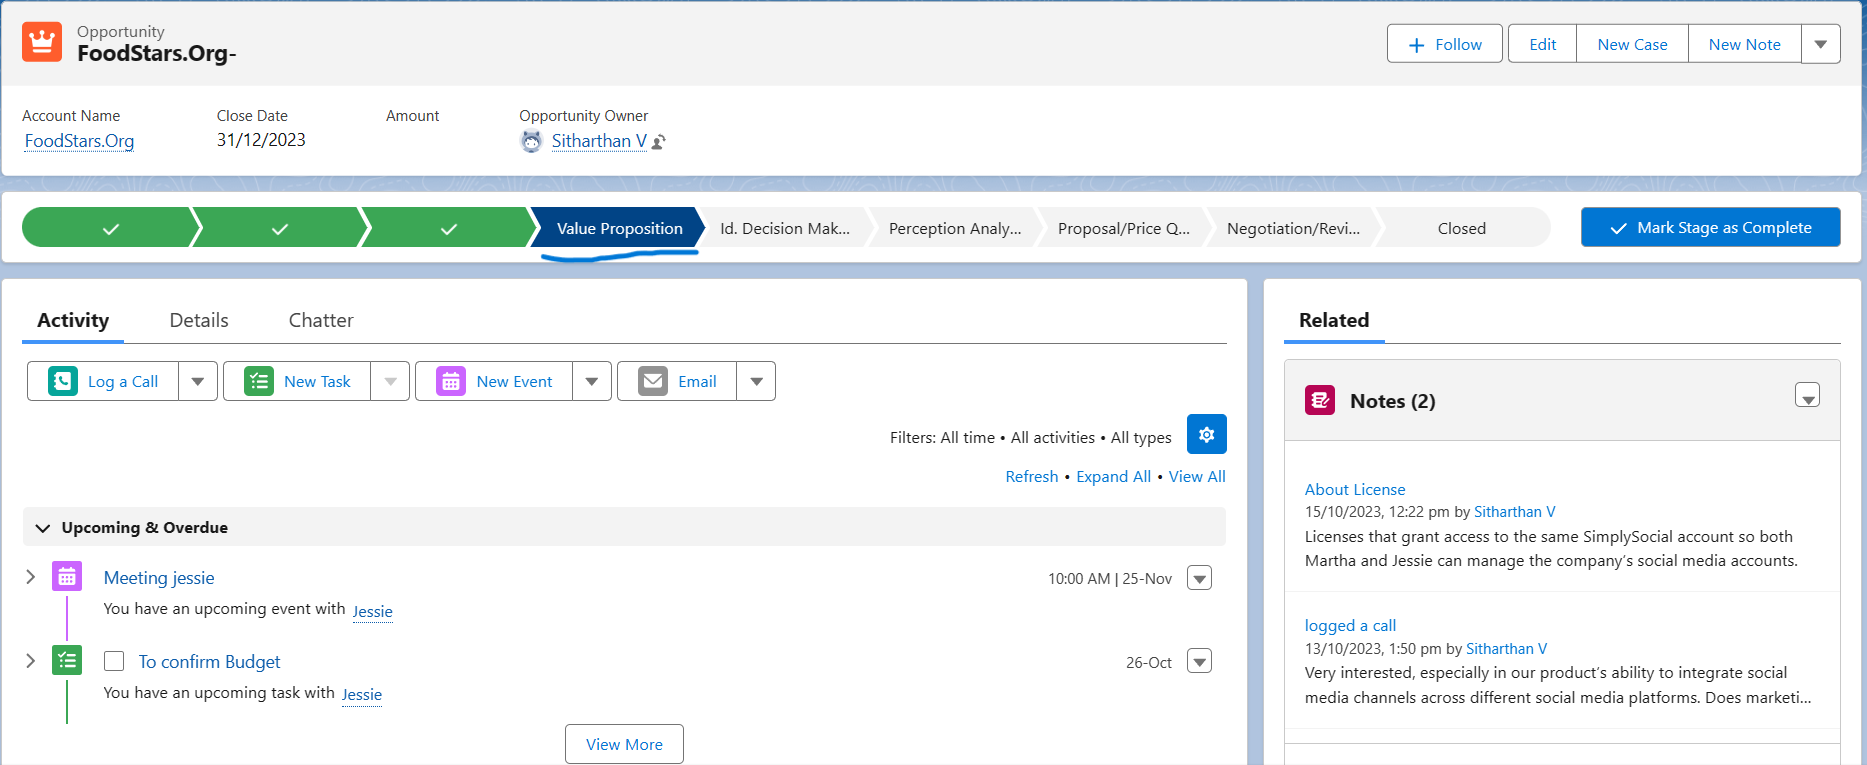 Opportunity
FoodStars.Org-
Follow
Edit
New Case
New Note
Account Name
Close Date
Amount
Opportunity Owner
FoodStars.Org
31/12/2023
Sitharthan V
Value Proposition
Id. Decision Mak...
Perception Analy...
Proposal/Price Q...
Negotiation/Revi...
Closed
Mark Stage as Complete
Activity
Details
Chatter
Log a Call
New Task
New Event
Email
Filters: All time • All activities • All types
Refresh • Expand All • View All
Upcoming & Overdue
Meeting jessie
10:00 AM | 25-Nov
You have an upcoming event with Jessie
To confirm Budget
26-Oct
You have an upcoming task with Jessie
View More
Related
Notes (2)
About License
15/10/2023, 12:22 pm by Sitharthan V
Licenses that grant access to the same SimplySocial account so both
Martha and Jessie can manage the company's social media accounts.
logged a call
13/10/2023, 1:50 pm by Sitharthan V
Very interested, especially in our product's ability to integrate social
media channels across different social media platforms. Does marketi...